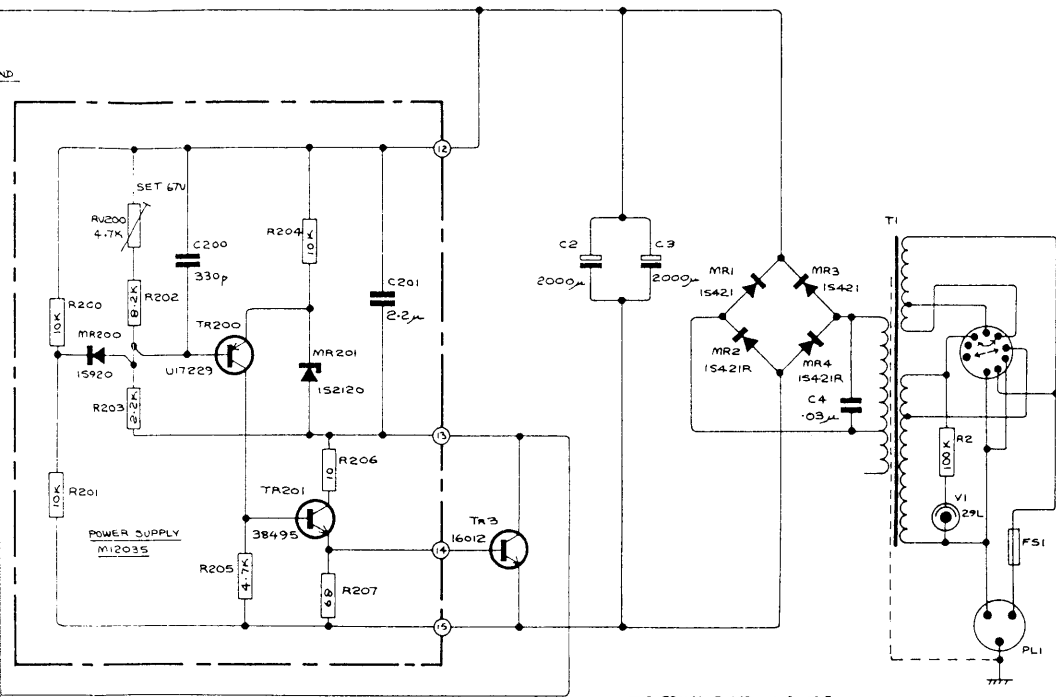 12
SET 67V
RV200
4.7K
C200
330p
R204
10K
C201
2.2µ
R200
10K
8.2K
R202
MR200
1S920
TR200
U17229
MR201
1S2120
R203
2.2K
13
R206
10
R201
10K
TR201
38495
POWER SUPPLY
M12035
14
TR3
16012
R205
4.7K
R207
68
15
C2
2000µ
C3
2000µ
MR1
1S421
MR3
1S421
MR2
1S421R
MR4
1S421R
C4
.03µ
T1
R2
100K
V1
29L
FS1
PL1